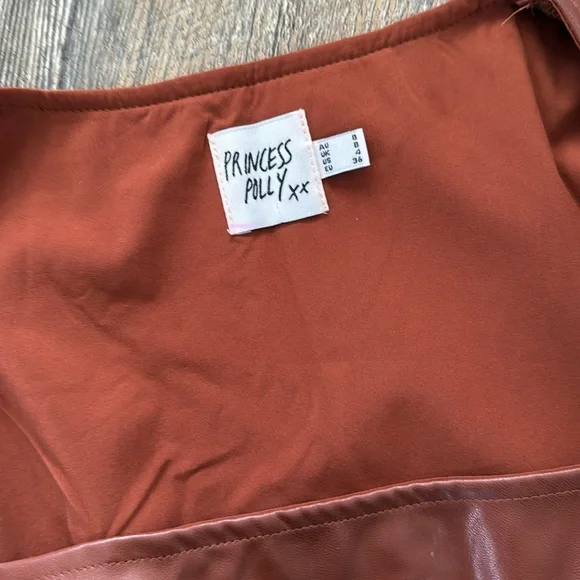 PRINCESS
POLLY xx
AU 8
UK 8
US 4
EU 36